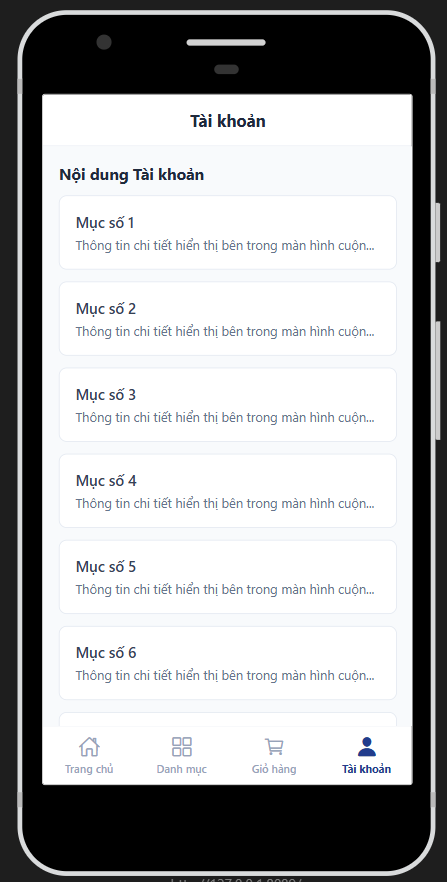 Tài khoản
Nội dung Tài khoản
Mục số 1
Thông tin chi tiết hiển thị bên trong màn hình cuộn...
Mục số 2
Thông tin chi tiết hiển thị bên trong màn hình cuộn...
Mục số 3
Thông tin chi tiết hiển thị bên trong màn hình cuộn...
Mục số 4
Thông tin chi tiết hiển thị bên trong màn hình cuộn...
Mục số 5
Thông tin chi tiết hiển thị bên trong màn hình cuộn...
Mục số 6
Thông tin chi tiết hiển thị bên trong màn hình cuộn...
Trang chủ Danh mục Giỏ hàng Tài khoản